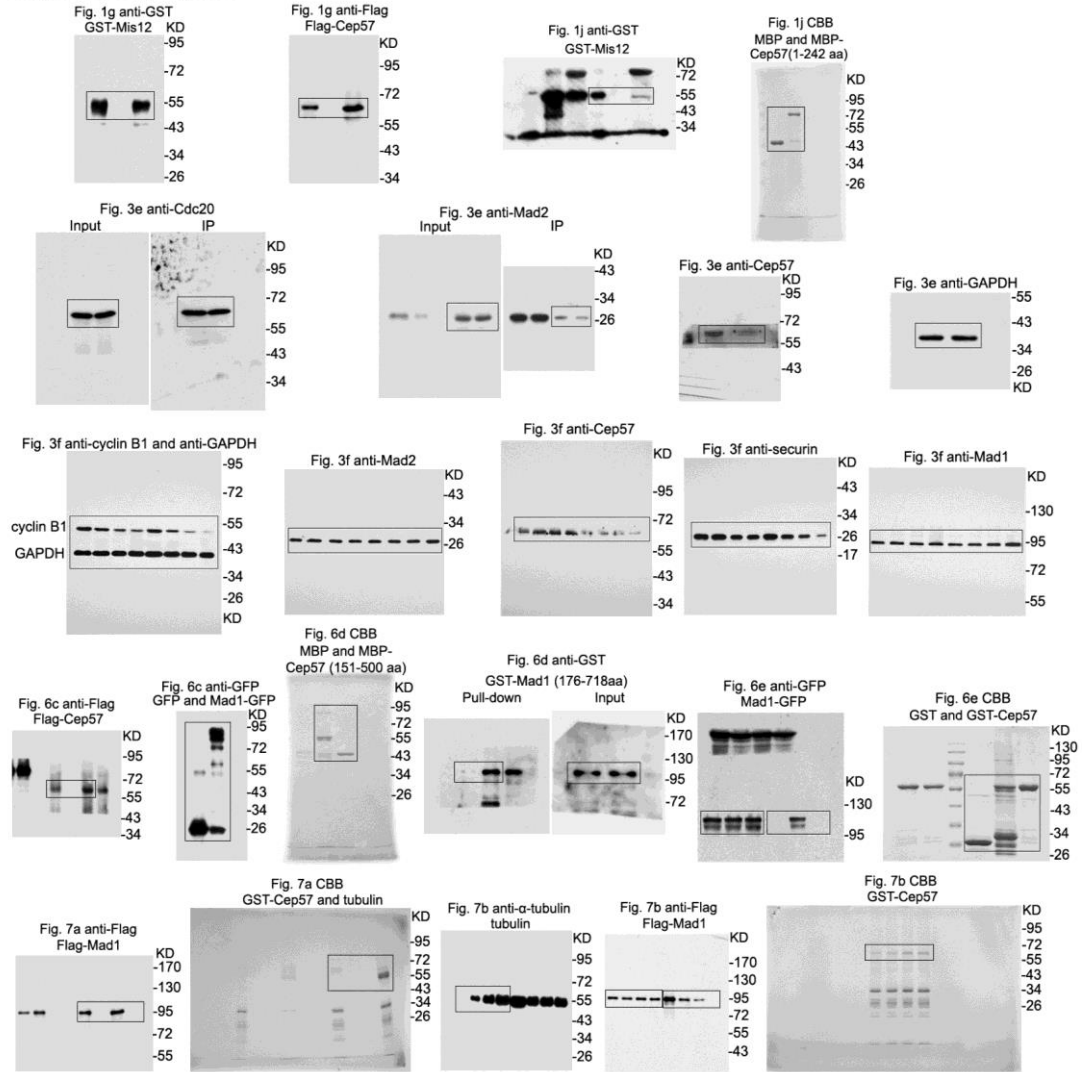 Fig. 1g anti-GST
GST-Mis12
KD
-95
-72
-55
-43
-34
-26
Fig. 1g anti-Flag
Flag-Cep57
KD
-95
-72
-55
-43
-34
Fig. 1j anti-GST
GST-Mis12
KD
-72
-55
-43
-34
Fig. 1j CBB
MBP and MBP-
Cep57(1-242 aa)
KD
-95
-72
-55
-43
-34
-26
Fig. 3e anti-Cdc20
Input
IP
KD
-95
-72
-55
-43
-34
Fig. 3e anti-Mad2
Input
IP
KD
-43
-34
-26
Fig. 3e anti-Cep57
KD
-95
-72
-55
-43
Fig. 3e anti-GAPDH
-55
-43
-34
-26
KD
Fig. 3f anti-cyclin B1 and anti-GAPDH
cyclin B1
GAPDH
-95
-72
-55
-43
-34
-26
KD
Fig. 3f anti-Mad2
KD
-43
-34
-26
Fig. 3f anti-Cep57
KD
-95
-72
-55
-43
-34
Fig. 3f anti-securin
KD
-43
-34
-26
-17
Fig. 3f anti-Mad1
KD
-130
-95
-72
-55
Fig. 6c anti-Flag
Flag-Cep57
KD
-95
-72
-55
-43
-34
Fig. 6c anti-GFP
GFP and Mad1-GFP
KD
-95
-72
-55
-43
-34
-26
Fig. 6d CBB
MBP and MBP-
Cep57 (151-500 aa)
KD
-95
-72
-55
-43
-34
-26
Fig. 6d anti-GST
GST-Mad1 (176-718aa)
Pull-down
Input
KD
-170
-130
-95
-72
Fig. 6e anti-GFP
Mad1-GFP
KD
-130
-95
Fig. 6e CBB
GST and GST-Cep57
KD
-130
-95
-72
-55
-43
-34
-26
Fig. 7a anti-Flag
Flag-Mad1
KD
-170
-130
-95
-72
-55
Fig. 7a CBB
GST-Cep57 and tubulin
KD
-95
-72
-55
-43
-34
-26
Fig. 7b anti-α-tubulin
tubulin
KD
-95
-72
-55
-43
-34
-26
Fig. 7b anti-Flag
Flag-Mad1
KD
-170
-130
-95
-72
-55
-43
Fig. 7b CBB
GST-Cep57
KD
-95
-72
-55
-43
-34
-26